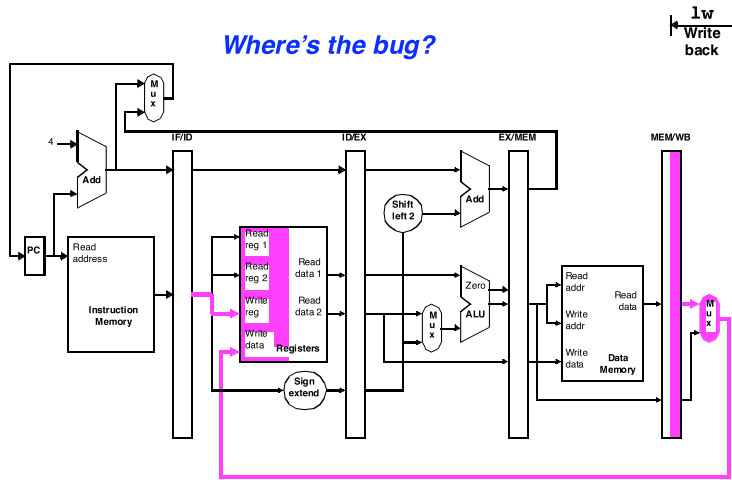 Where's the bug?
lw
Write
back
M
u
x
IF/ID
ID/EX
EX/MEM
MEM/WB
4
Add
Shift
left 2
Add
PC
Read
address
Instruction
Memory
Read
reg 1
Read
reg 2
Write
reg
Write
data
Read
data 1
Read
data 2
Registers
Sign
extend
M
u
x
Zero
ALU
Read
addr
Write
addr
Write
data
Read
data
Data
Memory
M
u
x